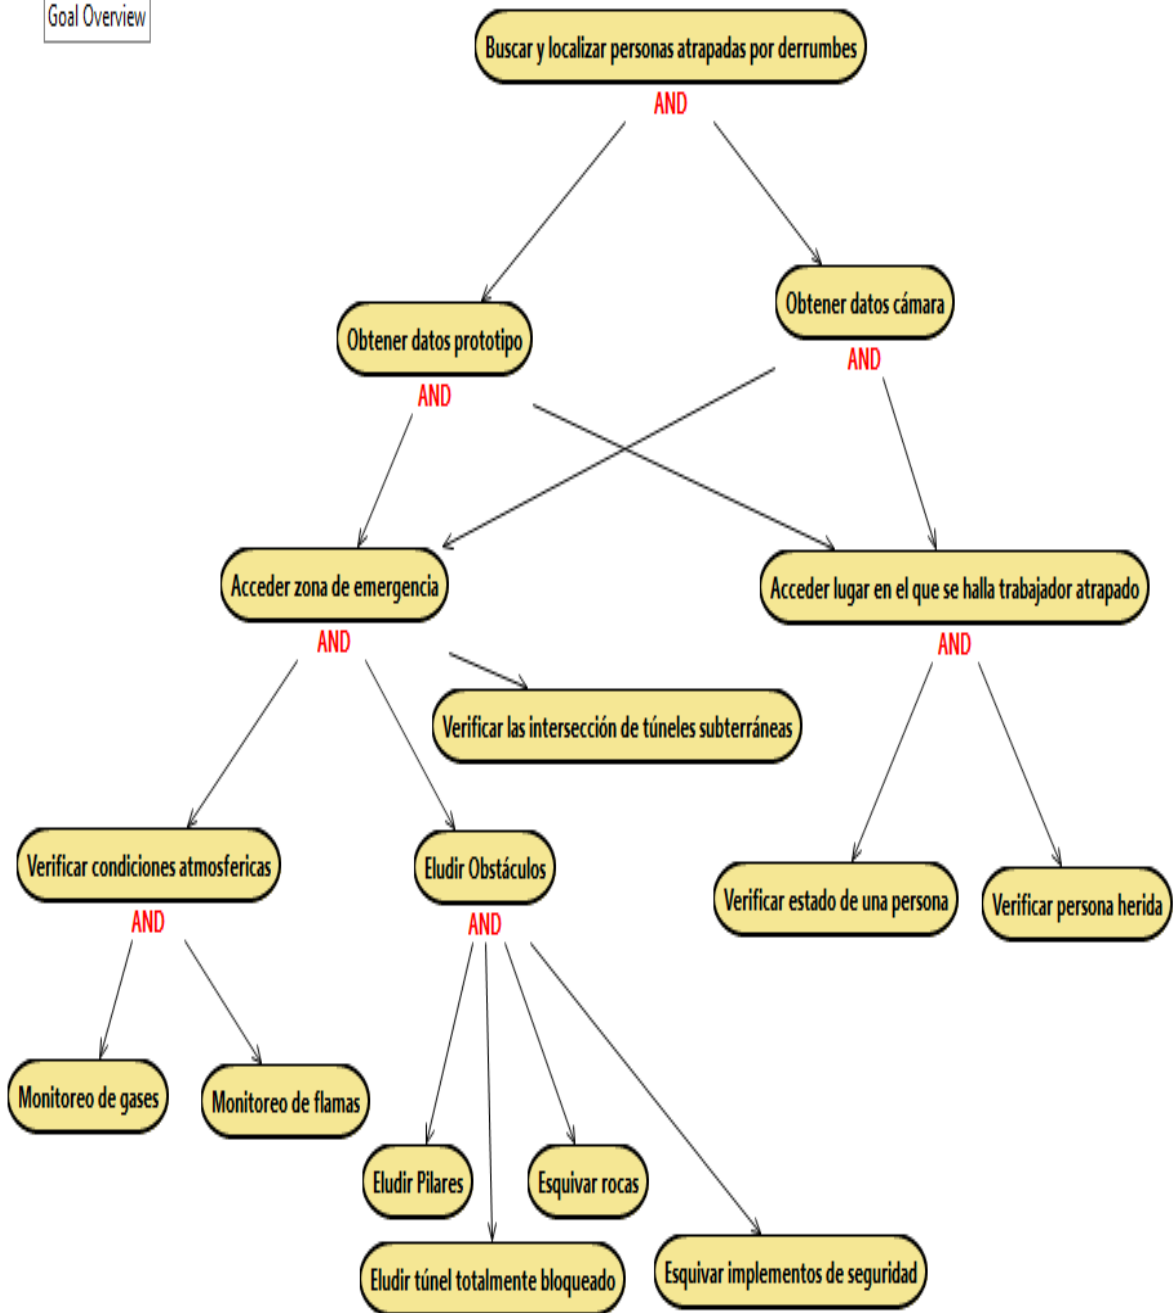 Goal Overview
Buscar y localizar personas atrapadas por derrumbes
AND
Obtener datos cámara
AND
Obtener datos prototipo
AND
Acceder zona de emergencia
AND
Acceder lugar en el que se halla trabajador atrapado
AND
Verificar las intersección de túneles subterráneas
Verificar condiciones atmosfericas
AND
Eludir Obstáculos
AND
Verificar estado de una persona
Verificar persona herida
Monitoreo de gases
Monitoreo de flamas
Eludir Pilares
Esquivar rocas
Eludir túnel totalmente bloqueado
Esquivar implementos de seguridad